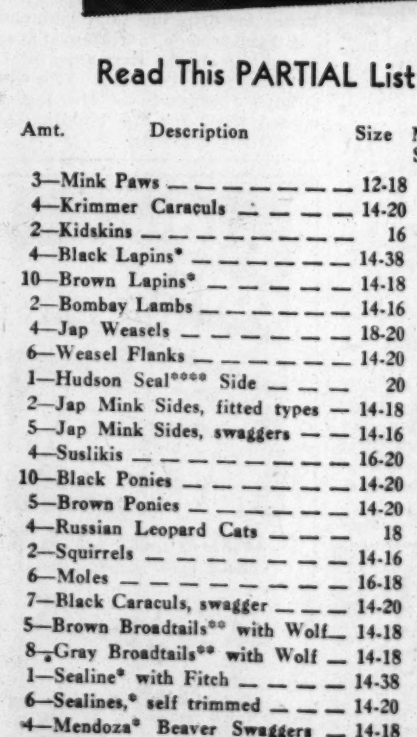 Read This PARTIAL List
Amt. Description Size
3—Mink Paws — — — — — — — 12-18
4—Krimmer Caraculs — — — — — 14-20
2—Kidskins — — — — — — — — 16
4—Black Lapins* — — — — — — — 14-38
10—Brown Lapins* — — — — — — 14-18
2—Bombay Lambs — — — — — — 14-16
4—Jap Weasels — — — — — — — 18-20
6—Weasel Flanks — — — — — — 14-20
1—Hudson Seal**** Side — — — 20
2—Jap Mink Sides, fitted types — 14-18
5—Jap Mink Sides, swaggers — — 14-16
4—Suslikis — — — — — — — — 16-20
10—Black Ponies — — — — — — — 14-20
5—Brown Ponies — — — — — — — 14-20
4—Russian Leopard Cats — — — — 18
2—Squirrels — — — — — — — — 14-16
6—Moles — — — — — — — — — 16-18
7—Black Caraculs, swagger — — — 14-20
5—Brown Broadtails** with Wolf— 14-18
8—Gray Broadtails** with Wolf — 14-18
1—Sealine* with Fitch — — — — 14-38
6—Sealines,* self trimmed — — — 14-20
4—Mendoza* Beaver Swaggers — 14-18